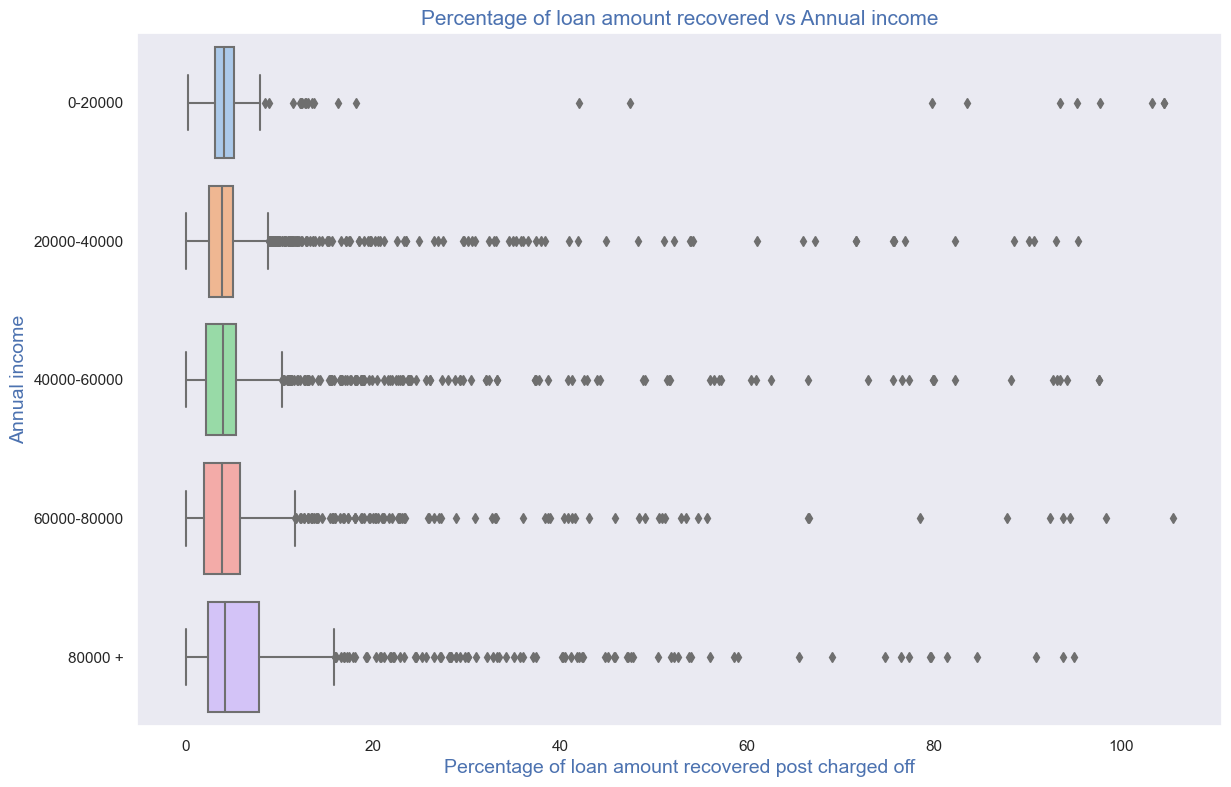 Percentage of loan amount recovered vs Annual income
0-20000
20000-40000
40000-60000
60000-80000
80000 +
Annual income
0 20 40 60 80 100
Percentage of loan amount recovered post charged off